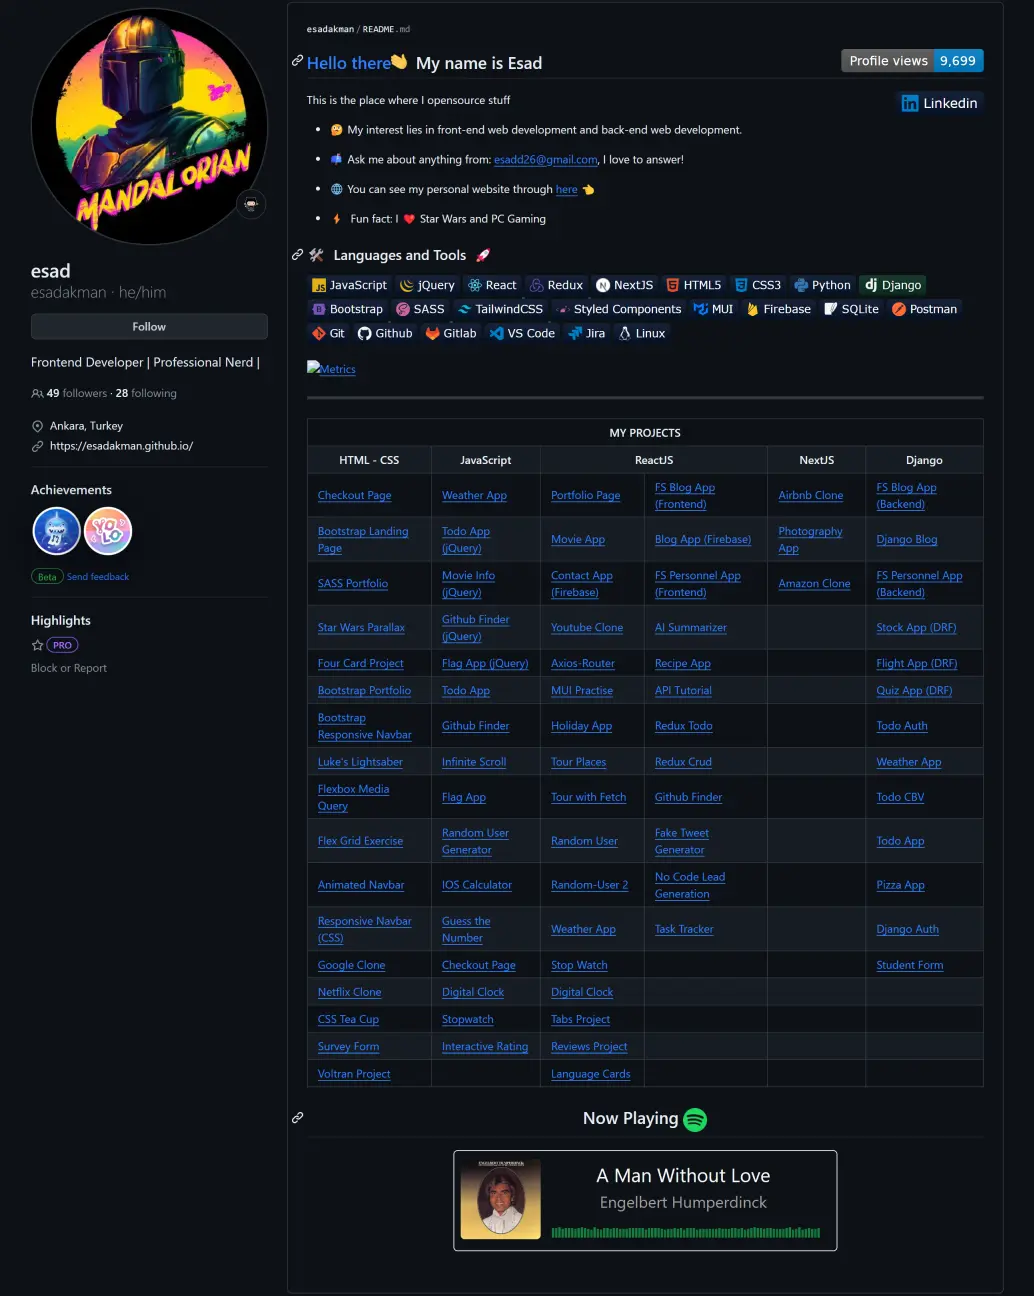 MANDALORIAN
esad
esadakman · he/him
Follow
Frontend Developer | Professional Nerd |
49 followers · 28 following
Ankara, Turkey
https://esadakman.github.io/
Achievements
YOLO
Beta Send feedback
Highlights
PRO
Block or Report
esadakman / README.md
Hello there👋 My name is Esad
Profile views 9,699
This is the place where I opensource stuff
Linkedin
• 🤔 My interest lies in front-end web development and back-end web development.
• 📫 Ask me about anything from: esadd26@gmail.com, I love to answer!
• 🌐 You can see my personal website through here 👈
• ⚡ Fun fact: I ❤️ Star Wars and PC Gaming
🛠️ Languages and Tools 🚀
JavaScript jQuery React Redux NextJS HTML5 CSS3 Python dj Django
Bootstrap SASS TailwindCSS Styled Components MUI Firebase SQLite Postman
Git Github Gitlab VS Code Jira Linux
Metrics
MY PROJECTS
HTML - CSS JavaScript ReactJS NextJS Django
Checkout Page Weather App Portfolio Page FS Blog App (Frontend) Airbnb Clone FS Blog App (Backend)
Bootstrap Landing Page Todo App (jQuery) Movie App Blog App (Firebase) Photography App Django Blog
SASS Portfolio Movie Info (jQuery) Contact App (Firebase) FS Personnel App (Frontend) Amazon Clone FS Personnel App (Backend)
Star Wars Parallax Github Finder (jQuery) Youtube Clone AI Summarizer Stock App (DRF)
Four Card Project Flag App (jQuery) Axios-Router Recipe App Flight App (DRF)
Bootstrap Portfolio Todo App MUI Practise API Tutorial Quiz App (DRF)
Bootstrap Responsive Navbar Github Finder Holiday App Redux Todo Todo Auth
Luke's Lightsaber Infinite Scroll Tour Places Redux Crud Weather App
Flexbox Media Query Flag App Tour with Fetch Github Finder Todo CBV
Flex Grid Exercise Random User Generator Random User Fake Tweet Generator Todo App
Animated Navbar IOS Calculator Random-User 2 No Code Lead Generation Pizza App
Responsive Navbar (CSS) Guess the Number Weather App Task Tracker Django Auth
Google Clone Checkout Page Stop Watch Student Form
Netflix Clone Digital Clock Digital Clock
CSS Tea Cup Stopwatch Tabs Project
Survey Form Interactive Rating Reviews Project
Voltran Project Language Cards
Now Playing
ENGELBERT HUMPERDINCK
A Man Without Love
Engelbert Humperdinck